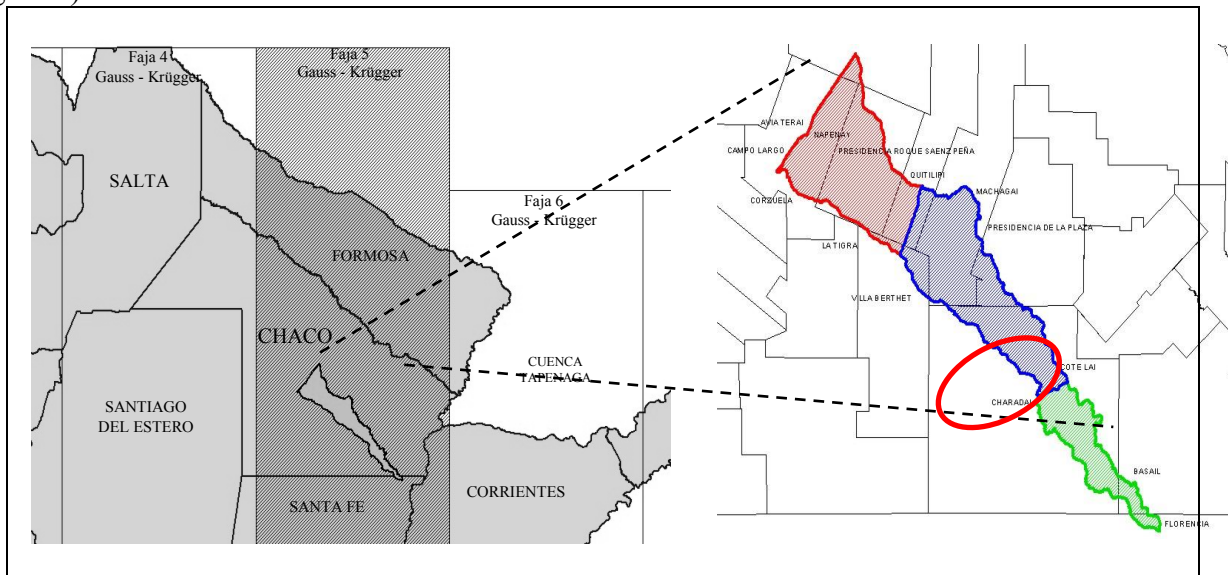 Faja 4
Gauss - Krügger
Faja 5
Gauss - Krügger
SALTA
Faja 6
Gauss - Krügger
FORMOSA
CHACO
CUENCA
TAPENAGA
SANTIAGO
DEL ESTERO
SANTA FE
CORRIENTES
AVIA TERAI
NAPENAY
CAMPO LARGO
PRESIDENCIA ROQUE SAENZ PEÑA
QUITILIPI
MACHAGAI
CORZUELA
PRESIDENCIA DE LA PLAZA
LA TIGRA
VILLA BERTHET
COTE LAI
CHARADAI
BASAIL
FLORENCIA